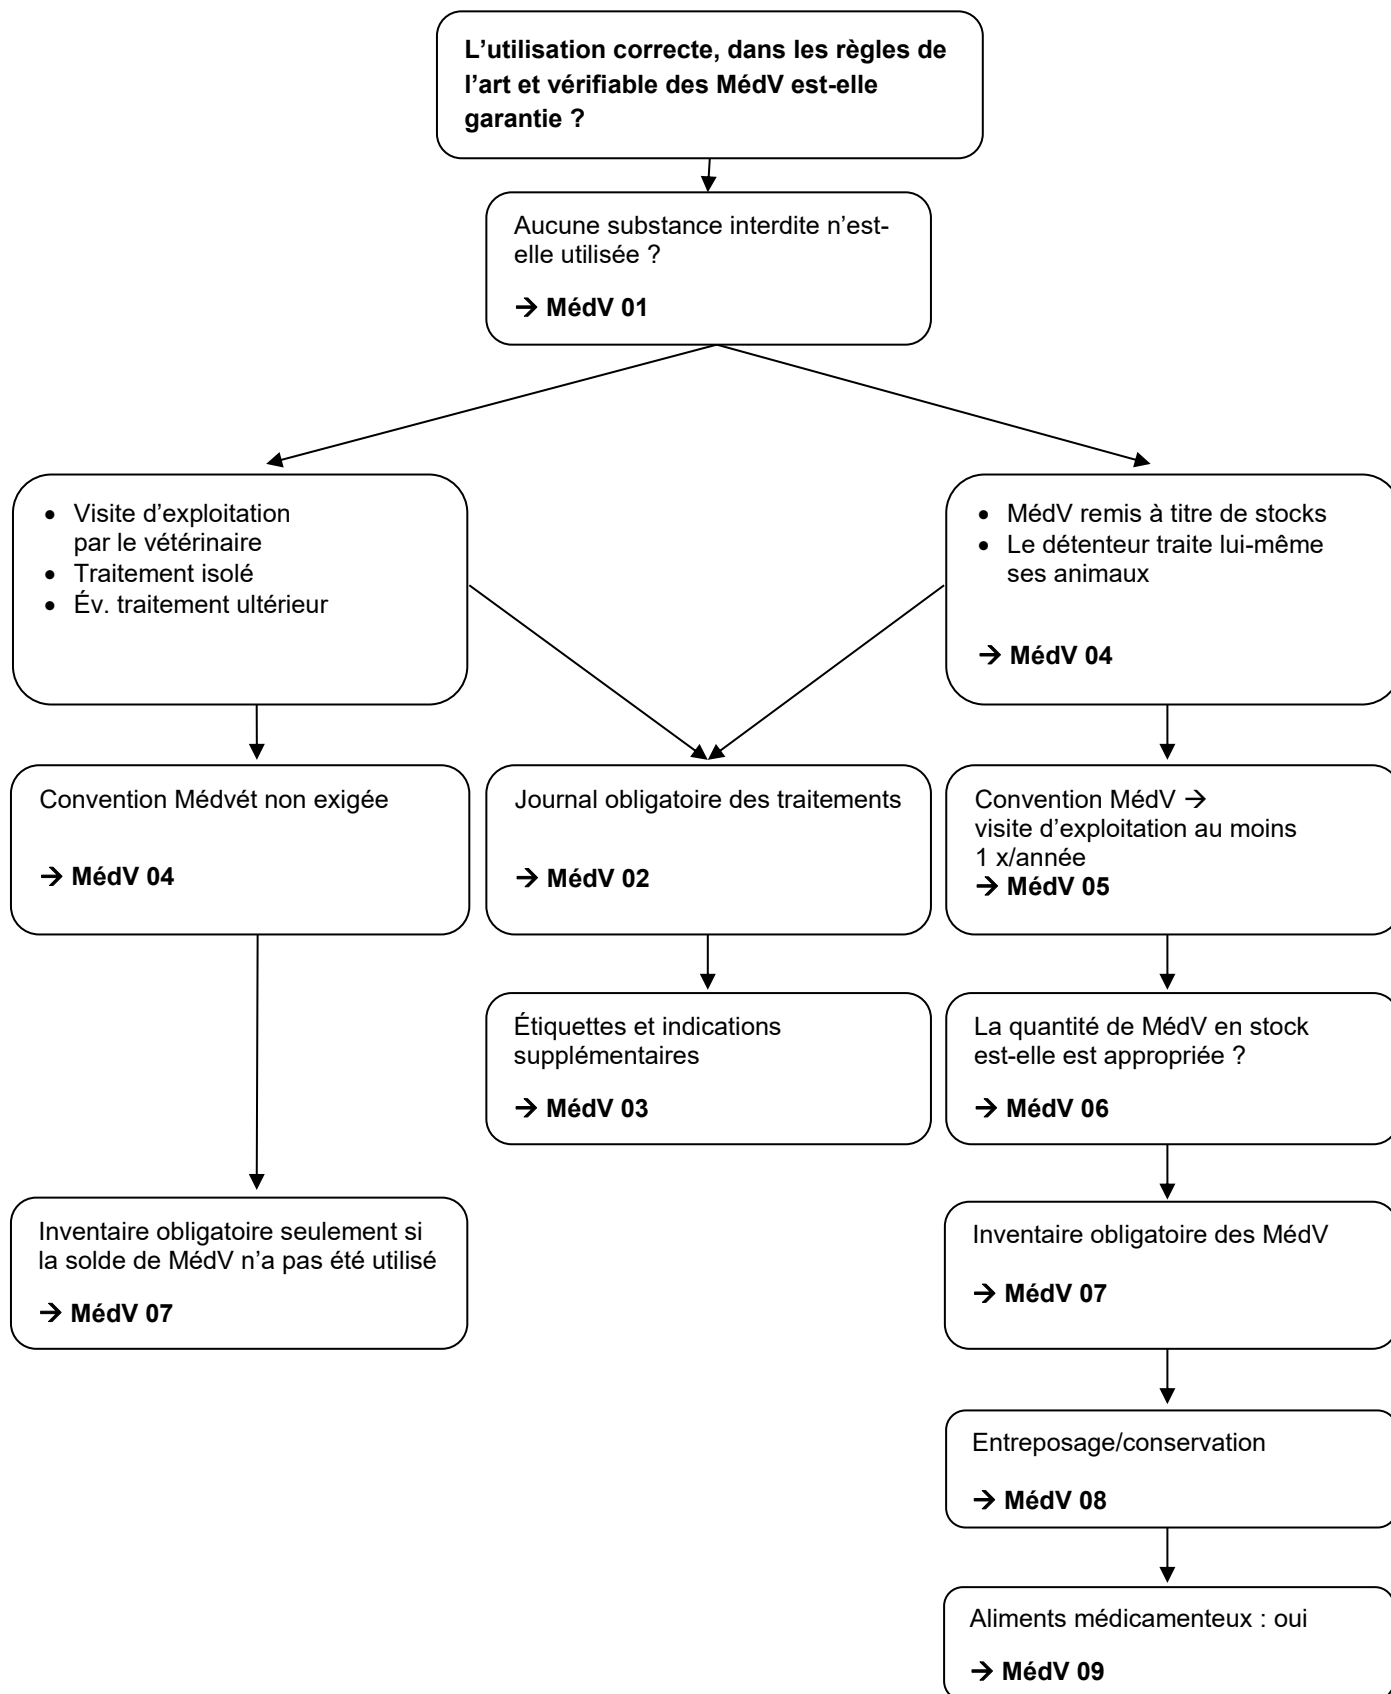 L’utilisation correcte, dans les règles de
l’art et vérifiable des MédV est-elle
garantie ?
Aucune substance interdite n’est-
elle utilisée ?
→ MédV 01
• Visite d’exploitation
par le vétérinaire
• Traitement isolé
• Év. traitement ultérieur
• MédV remis à titre de stocks
• Le détenteur traite lui-même
ses animaux
→ MédV 04
Convention Médvét non exigée
→ MédV 04
Journal obligatoire des traitements
→ MédV 02
Convention MédV →
visite d’exploitation au moins
1 x/année
→ MédV 05
Étiquettes et indications
supplémentaires
→ MédV 03
La quantité de MédV en stock
est-elle est appropriée ?
→ MédV 06
Inventaire obligatoire seulement si
la solde de MédV n’a pas été utilisé
→ MédV 07
Inventaire obligatoire des MédV
→ MédV 07
Entreposage/conservation
→ MédV 08
Aliments médicamenteux : oui
→ MédV 09